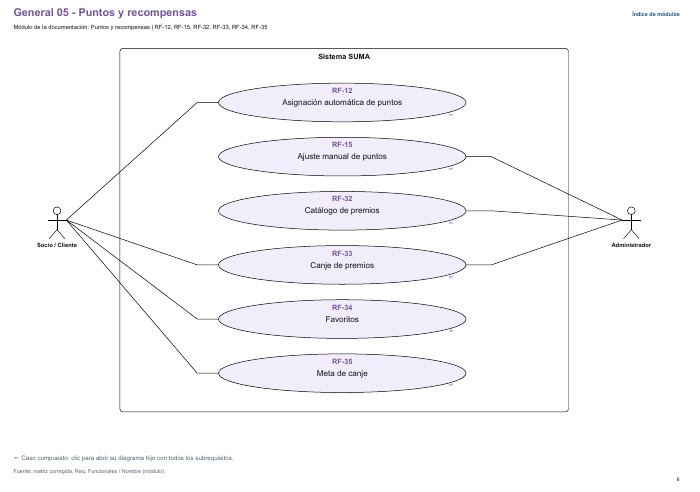 General 05 - Puntos y recompensas
Índice de módulos
Módulo de la documentación: Puntos y recompensas | RF-12, RF-15, RF-32, RF-33, RF-34, RF-35
Sistema SUMA
RF-12
Asignación automática de puntos
RF-15
Ajuste manual de puntos
RF-32
Catálogo de premios
Socio / Cliente
Administrador
RF-33
Canje de premios
RF-34
Favoritos
RF-35
Meta de canje
Caso compuesto; clic para abrir su diagrama hijo con todos los subrequisitos.
Fuente: matriz corregida, Req. Funcionales / Nombre (módulo).
6